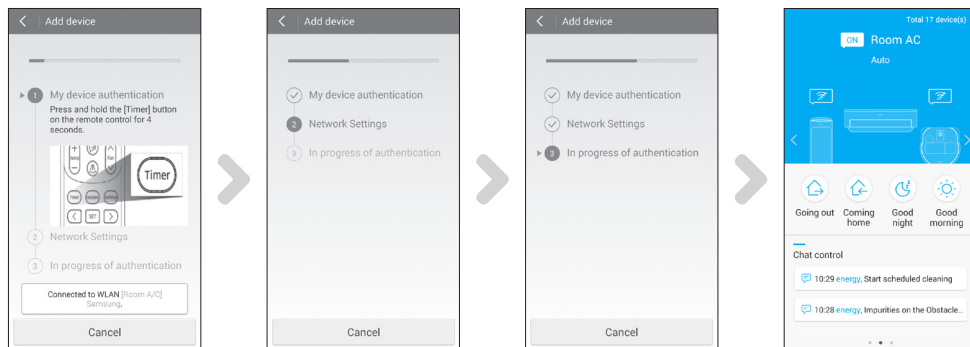 Add device
1
My device authentication
Press and hold the [Timer] button
on the remote control for 4
seconds.
Fan
Timer
SET
2
Network Settings
3
In progress of authentication
Connected to WLAN [Room A/C]
Samsung.
Cancel
Add device
My device authentication
2
Network Settings
3
In progress of authentication
Cancel
Add device
My device authentication
Network Settings
3
In progress of authentication
Cancel
Total 17 device(s)
ON Room AC
Auto
Going out
Coming
home
Good
night
Good
morning
Chat control
10:29 energy, Start scheduled cleaning
10:28 energy, Impurities on the Obstacle...